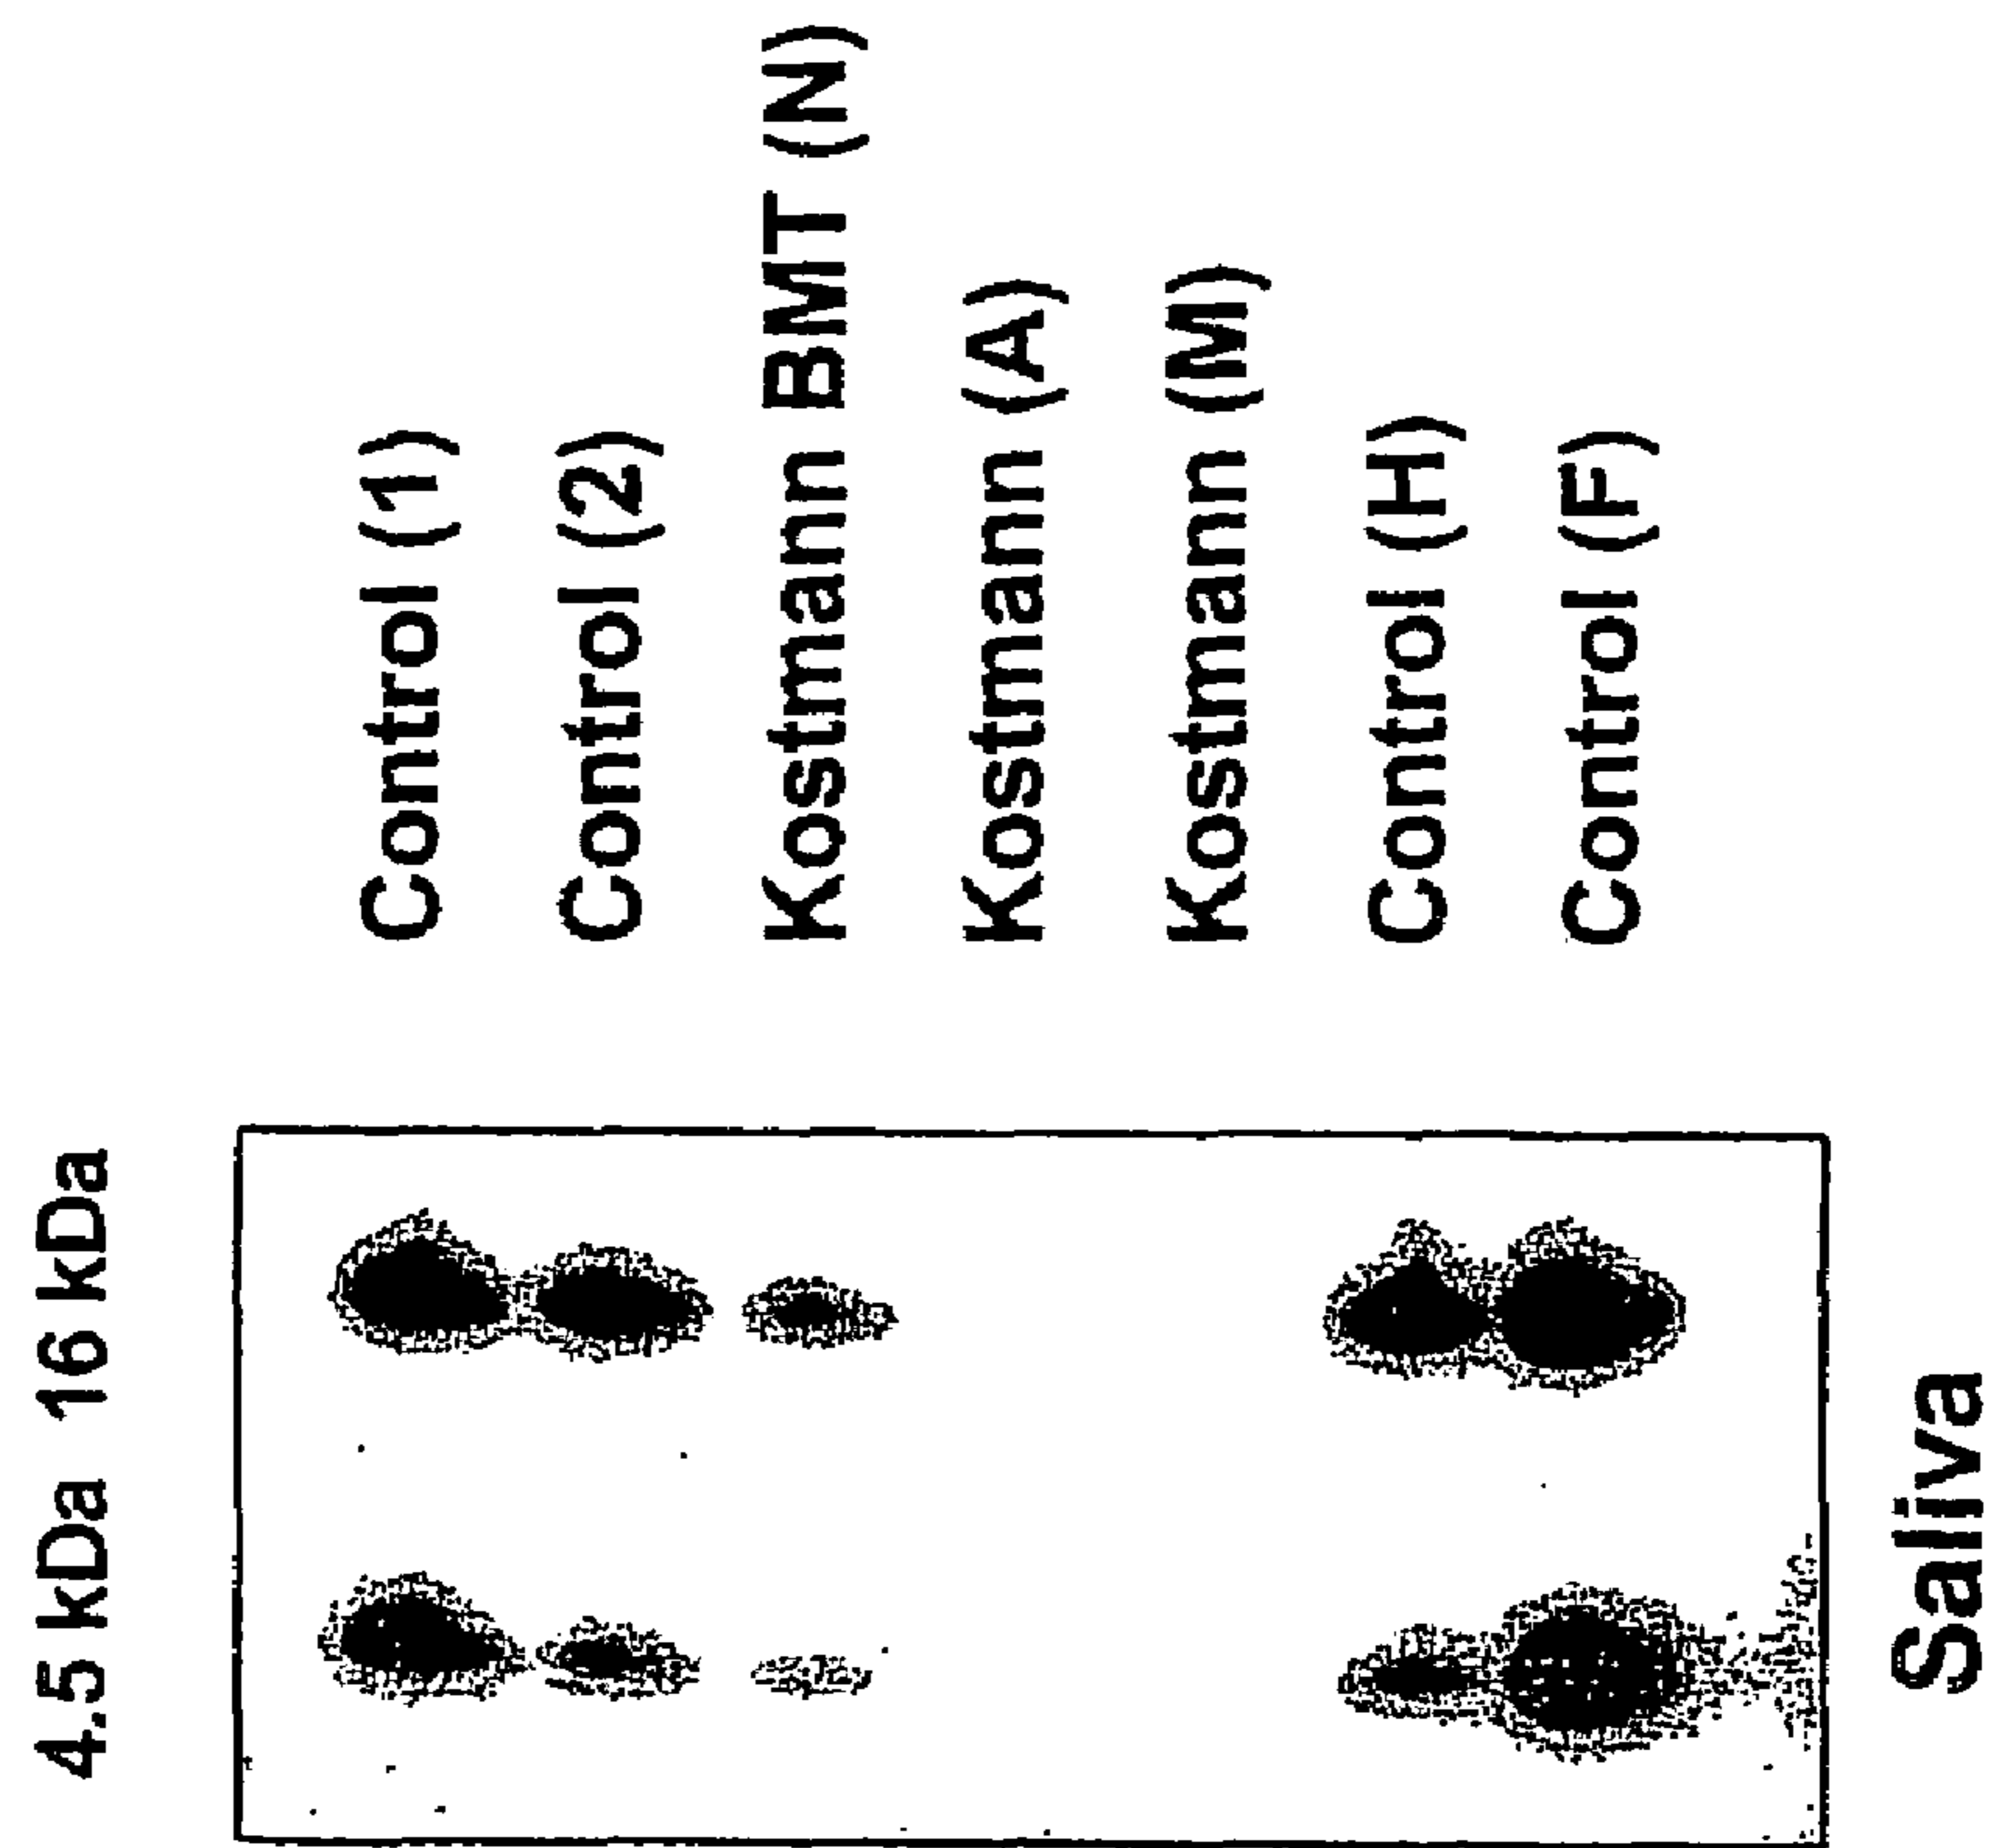 Control (1)
Control (2)
Kostmann BMT (N)
Kostmann (A)
Kostmann (M)
Control (H)
Control (F)
4.5 kDa 16 kDa
Saliva